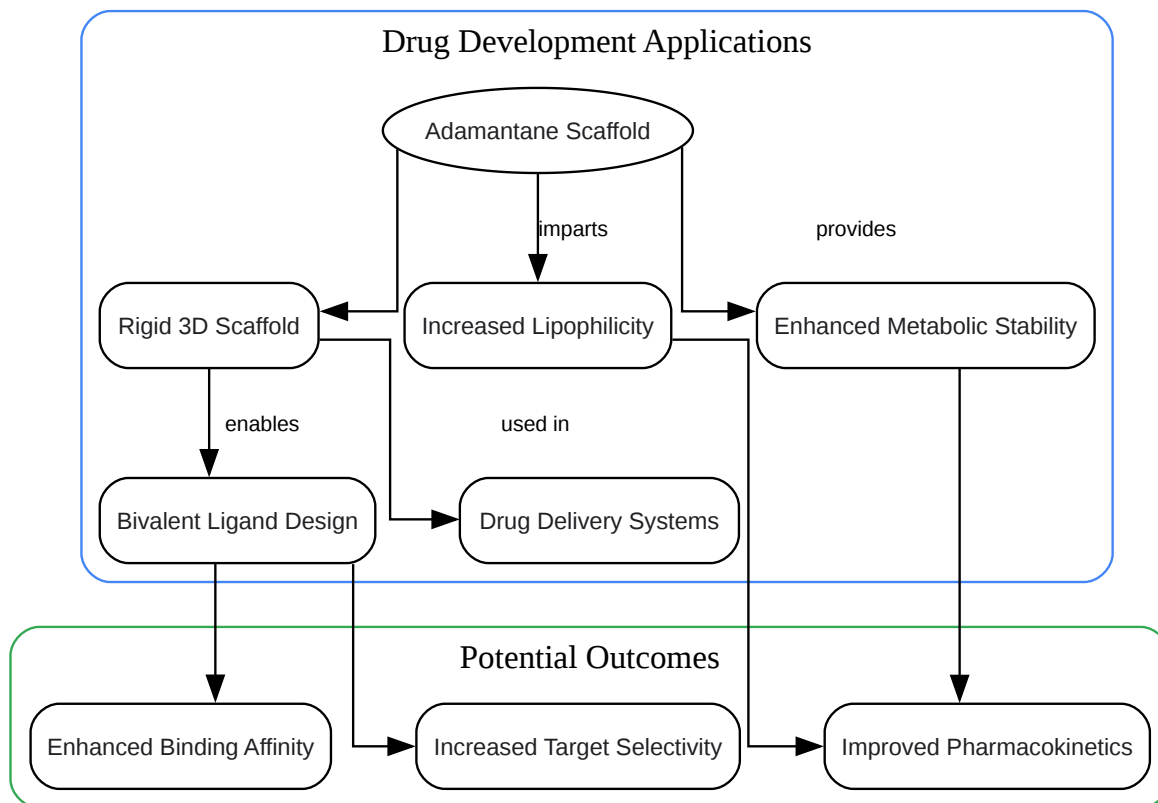 Drug Development Applications
Adamantane Scaffold
imparts
provides
Rigid 3D Scaffold
Increased Lipophilicity
Enhanced Metabolic Stability
enables
used in
Bivalent Ligand Design
Drug Delivery Systems
Potential Outcomes
Enhanced Binding Affinity
Increased Target Selectivity
Improved Pharmacokinetics